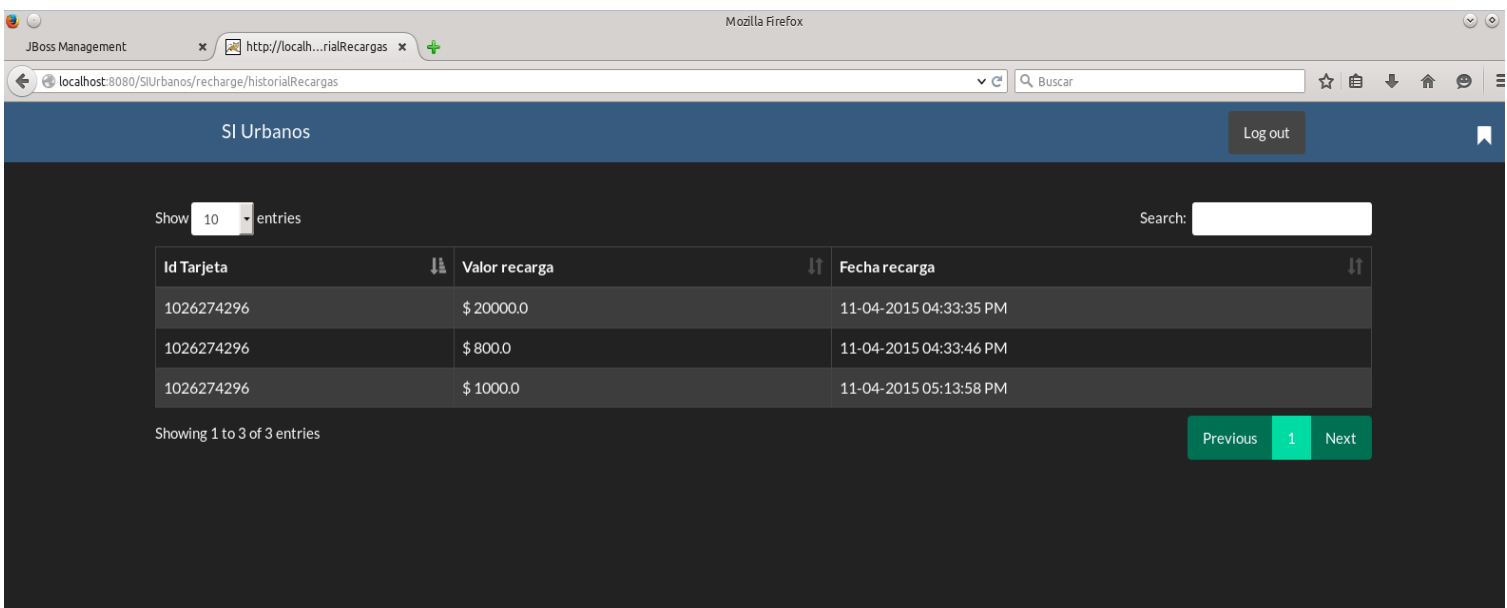 Mozilla Firefox
JBoss Management http://localh...rialRecargas
localhost:8080/SIUrbanos/recharge/historialRecargas Buscar
SI Urbanos Log out
Show 10 entries Search:
Id Tarjeta Valor recarga Fecha recarga
1026274296 $ 20000.0 11-04-2015 04:33:35 PM
1026274296 $ 800.0 11-04-2015 04:33:46 PM
1026274296 $ 1000.0 11-04-2015 05:13:58 PM
Showing 1 to 3 of 3 entries Previous 1 Next